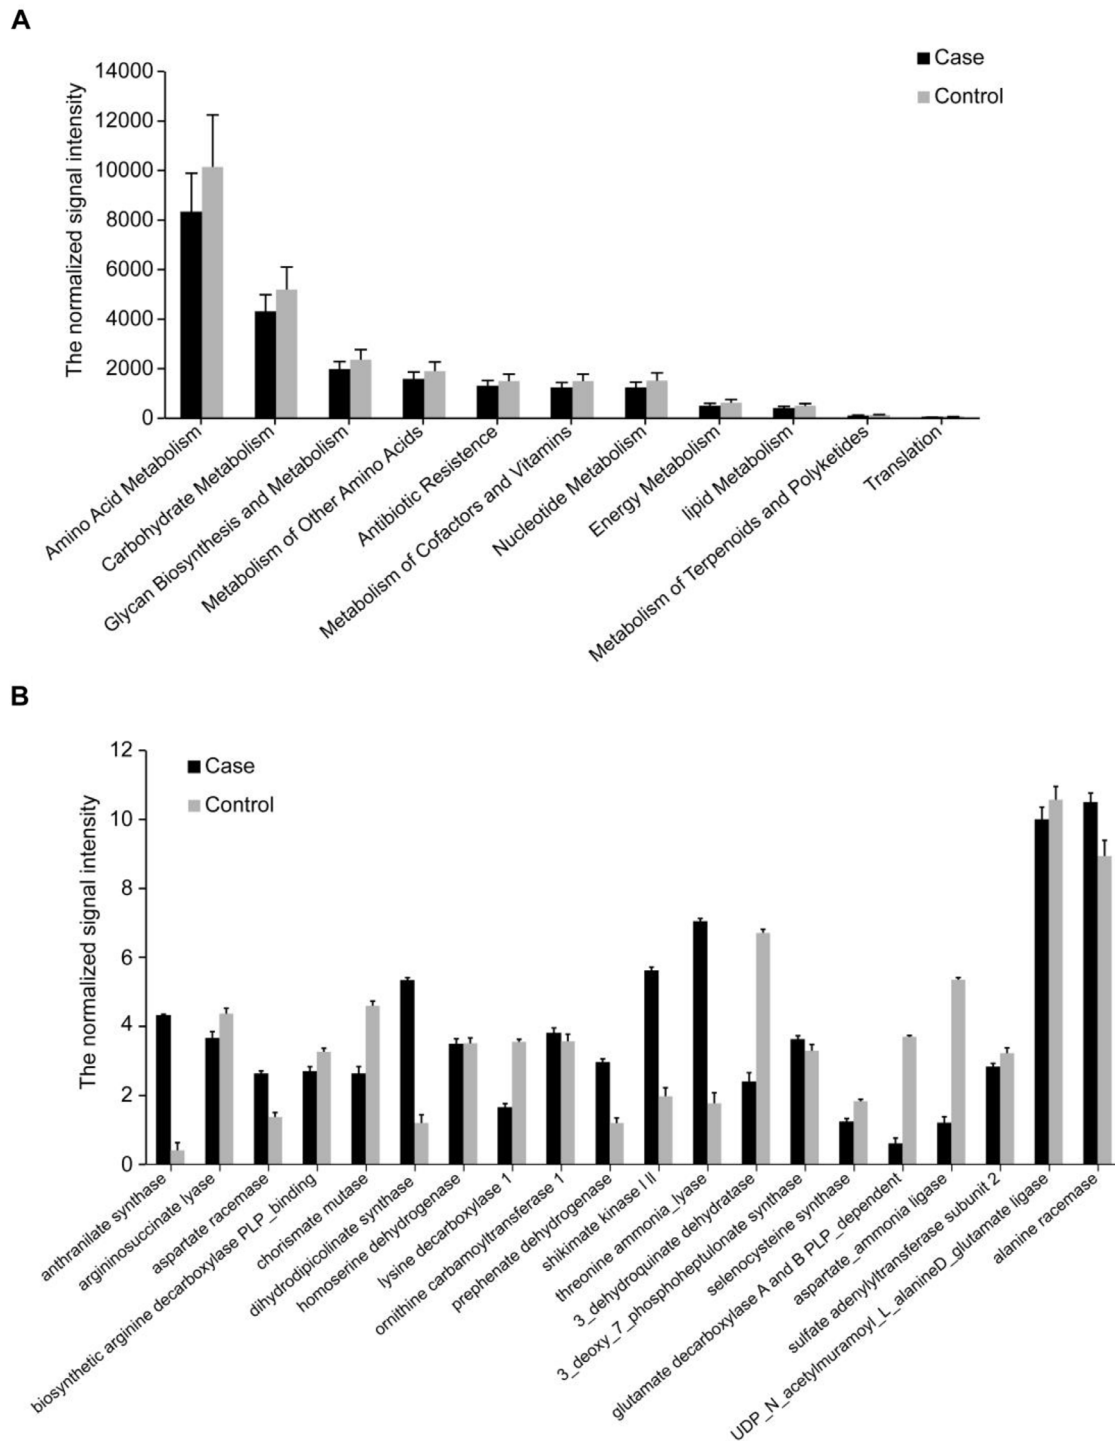 A
Case
Control
The normalized signal intensity
14000
12000
10000
8000
6000
4000
2000
0
Amino Acid Metabolism
Carbohydrate Metabolism
Glycan Biosynthesis and Metabolism
Metabolism of Other Amino Acids
Antibiotic Resistence
Metabolism of Cofactors and Vitamins
Nucleotide Metabolism
Energy Metabolism
lipid Metabolism
Metabolism of Terpenoids and Polyketides
Translation
B
Case
Control
The normalized signal intensity
12
10
8
6
4
2
0
anthranilate synthase
argininosuccinate lyase
aspartate racemase
biosynthetic arginine decarboxylase PLP_binding
chorismate mutase
dihydrodipicolinate synthase
homoserine dehydrogenase
lysine decarboxylase 1
ornithine carbamoyltransferase 1
prephenate dehydrogenase
shikimate kinase I II
threonine ammonia_lyase
3_dehydroquinate dehydratase
3_deoxy_7_phosphoheptulonate synthase
selenocysteine synthase
glutamate decarboxylase A and B PLP_dependent
aspartate_ammonia ligase
sulfate adenylyltransferase subunit 2
UDP_N_acetylmuramoyl_L_alanineD_glutamate ligase
alanine racemase